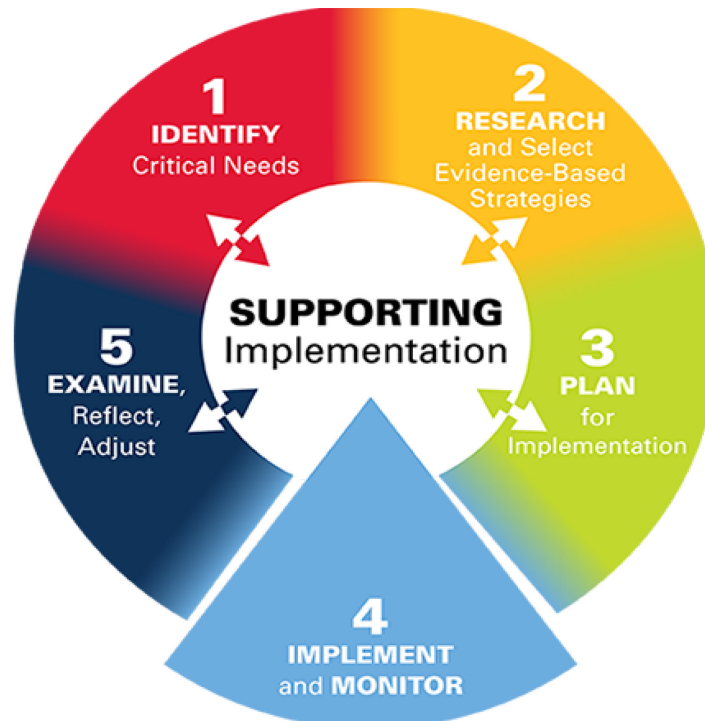 1
IDENTIFY
Critical Needs
2
RESEARCH
and Select
Evidence-Based
Strategies
SUPPORTING
Implementation
3
PLAN
for
Implementation
4
IMPLEMENT
and MONITOR
5
EXAMINE,
Reflect,
Adjust